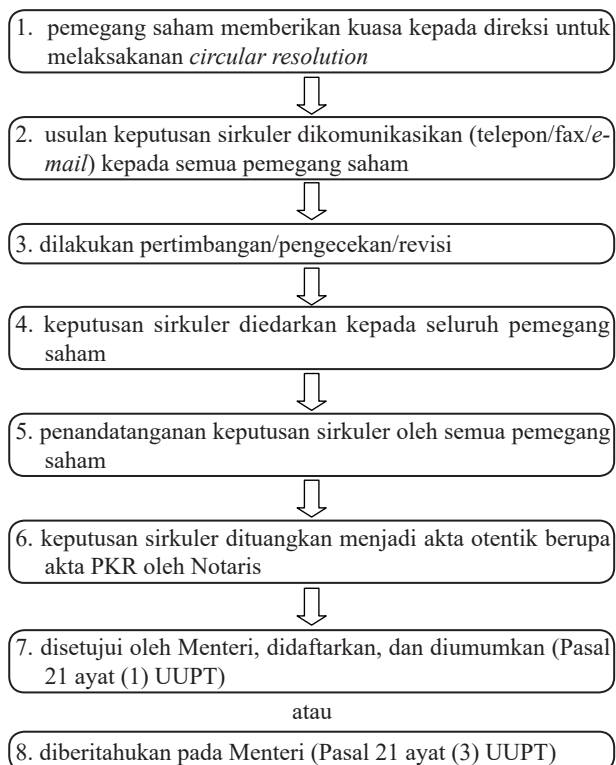 1. pemegang saham memberikan kuasa kepada direksi untuk
melaksakanan circular resolution
2. usulan keputusan sirkuler dikomunikasikan (telepon/fax/e-
mail) kepada semua pemegang saham
3. dilakukan pertimbangan/pengecekan/revisi
4. keputusan sirkuler diedarkan kepada seluruh pemegang
saham
5. penandatanganan keputusan sirkuler oleh semua pemegang
saham
6. keputusan sirkuler dituangkan menjadi akta otentik berupa
akta PKR oleh Notaris
7. disetujui oleh Menteri, didaftarkan, dan diumumkan (Pasal
21 ayat (1) UUPT)
atau
8. diberitahukan pada Menteri (Pasal 21 ayat (3) UUPT)